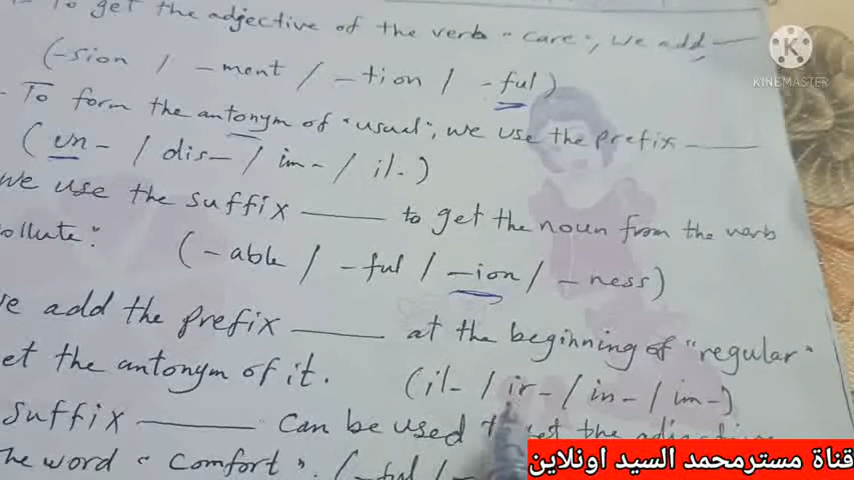 To get the adjective of the verb "care", we add ——
(-sion / -ment / -tion / -ful)
- To form the antonym of "usual", we use the prefix ——
(un- / dis- / im- / il-)
we use the suffix —— to get the noun from the verb
ollute". (-able / -ful / -ion / -ness)
e add the prefix —— at the beginning of "regular"
et the antonym of it. (il- / ir- / in- / im-)
suffix —— can be used the
he word "comfort". (-ful /
KINEMASTER
قناة مسترمحمد السيد اونلاين